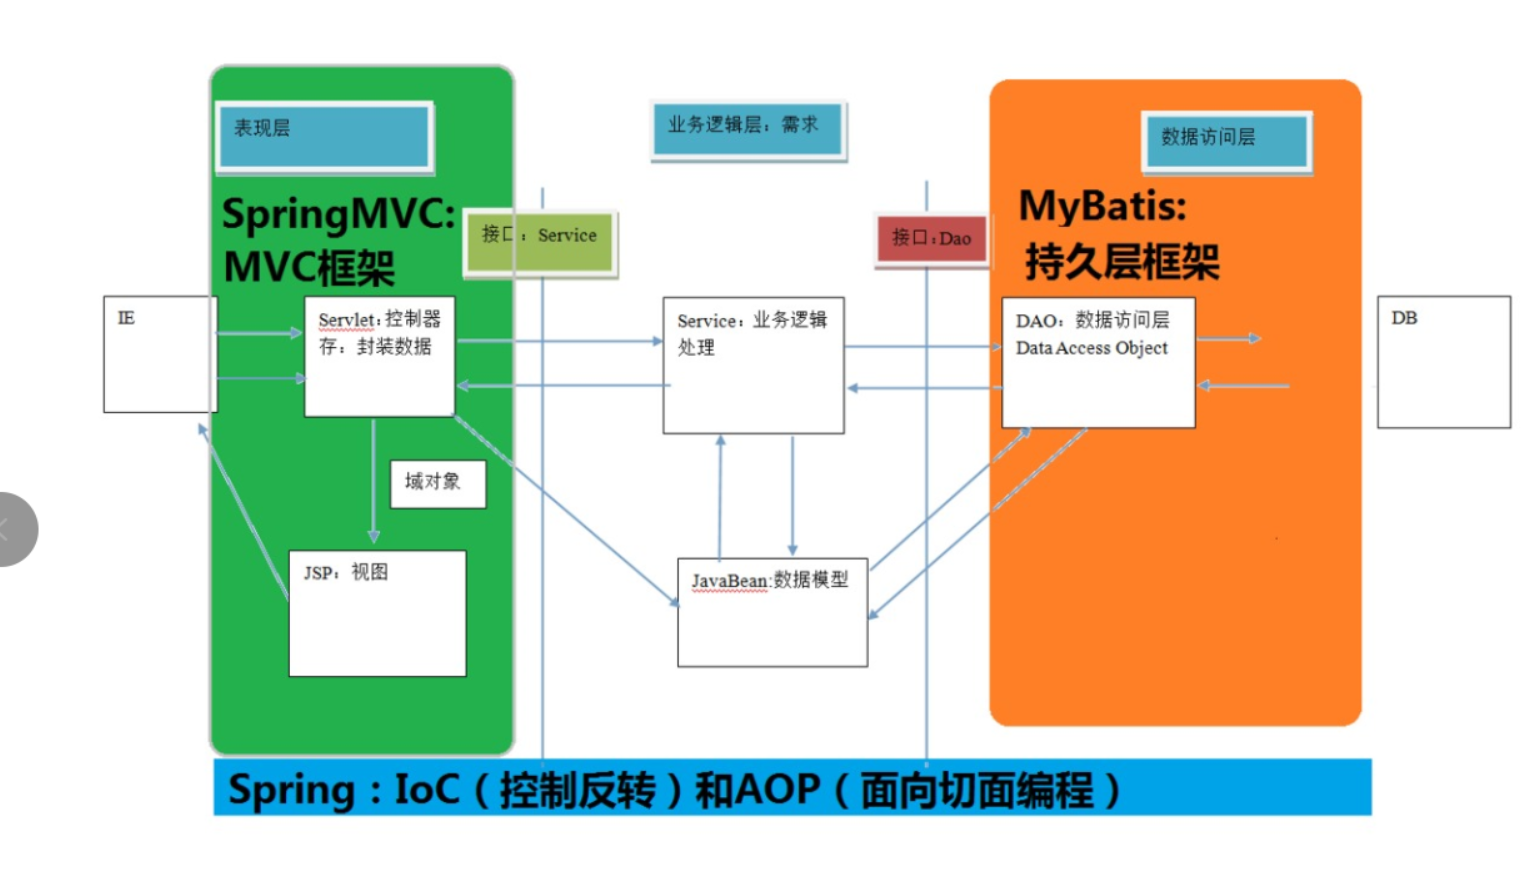 表现层
业务逻辑层：需求
数据访问层
SpringMVC:
MVC框架
接口：Service
接口:Dao
MyBatis:
持久层框架
IE
Servlet:控制器
存：封装数据
Service：业务逻辑
处理
DAO：数据访问层
Data Access Object
DB
域对象
JSP：视图
JavaBean:数据模型
Spring：IoC（控制反转）和AOP（面向切面编程）